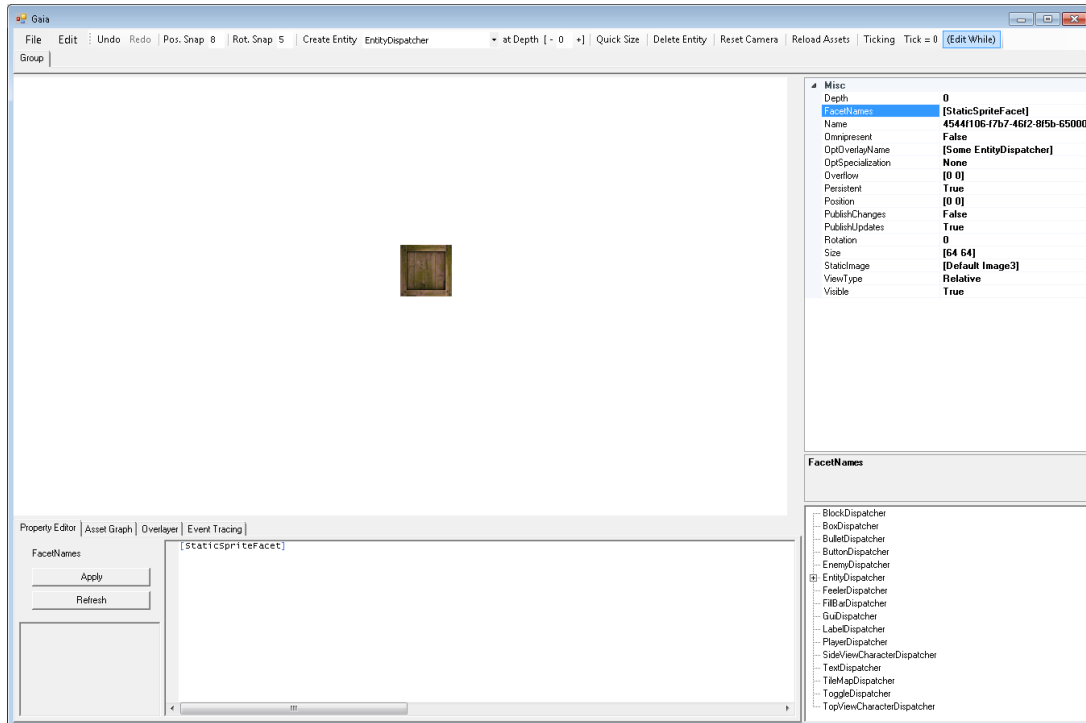 Gaia
File Edit Undo Redo Pos. Snap 8 Rot. Snap 5 Create Entity EntityDispatcher at Depth [ - 0 +] Quick Size Delete Entity Reset Camera Reload Assets Ticking Tick = 0 (Edit While)
Group
Misc
Depth 0
FacetNames [StaticSpriteFacet]
Name 4544f106-f7b7-46f2-8f5b-65000
Omnipresent False
OptOverlayName [Some EntityDispatcher]
OptSpecialization None
Overflow [0 0]
Persistent True
Position [0 0]
PublishChanges False
PublishUpdates True
Rotation 0
Size [64 64]
StaticImage [Default Image3]
ViewType Relative
Visible True
FacetNames
Property Editor Asset Graph Overlayer Event Tracing
FacetNames
Apply
Refresh
[StaticSpriteFacet]
BlockDispatcher
BoxDispatcher
BulletDispatcher
ButtonDispatcher
EnemyDispatcher
EntityDispatcher
FeelerDispatcher
FillBarDispatcher
GuiDispatcher
LabelDispatcher
PlayerDispatcher
SideViewCharacterDispatcher
TextDispatcher
TileMapDispatcher
ToggleDispatcher
TopViewCharacterDispatcher